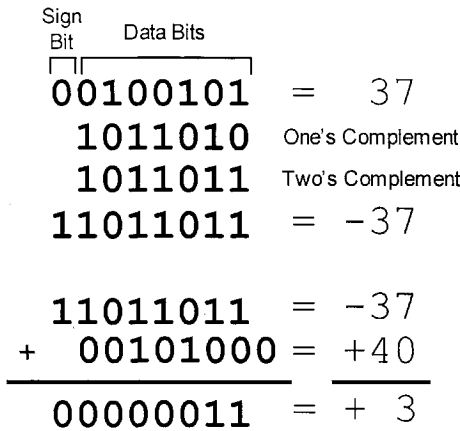 Sign
Bit Data Bits
00100101 = 37
1011010 One's Complement
1011011 Two's Complement
11011011 = -37
11011011 = -37
+ 00101000 = +40
00000011 = + 3